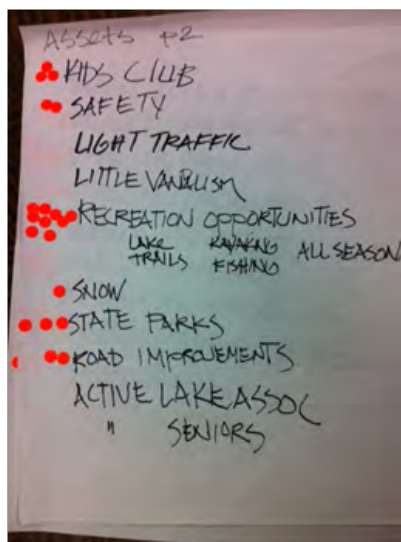 Assets p2
KIDS CLUB
SAFETY
LIGHT TRAFFIC
LITTLE VANDALISM
RECREATION OPPORTUNITIES
LAKE KAYAKING ALL SEASON
TRAILS FISHING
SNOW
STATE PARKS
ROAD IMPROVEMENTS
ACTIVE LAKE ASSOC
" SENIORS